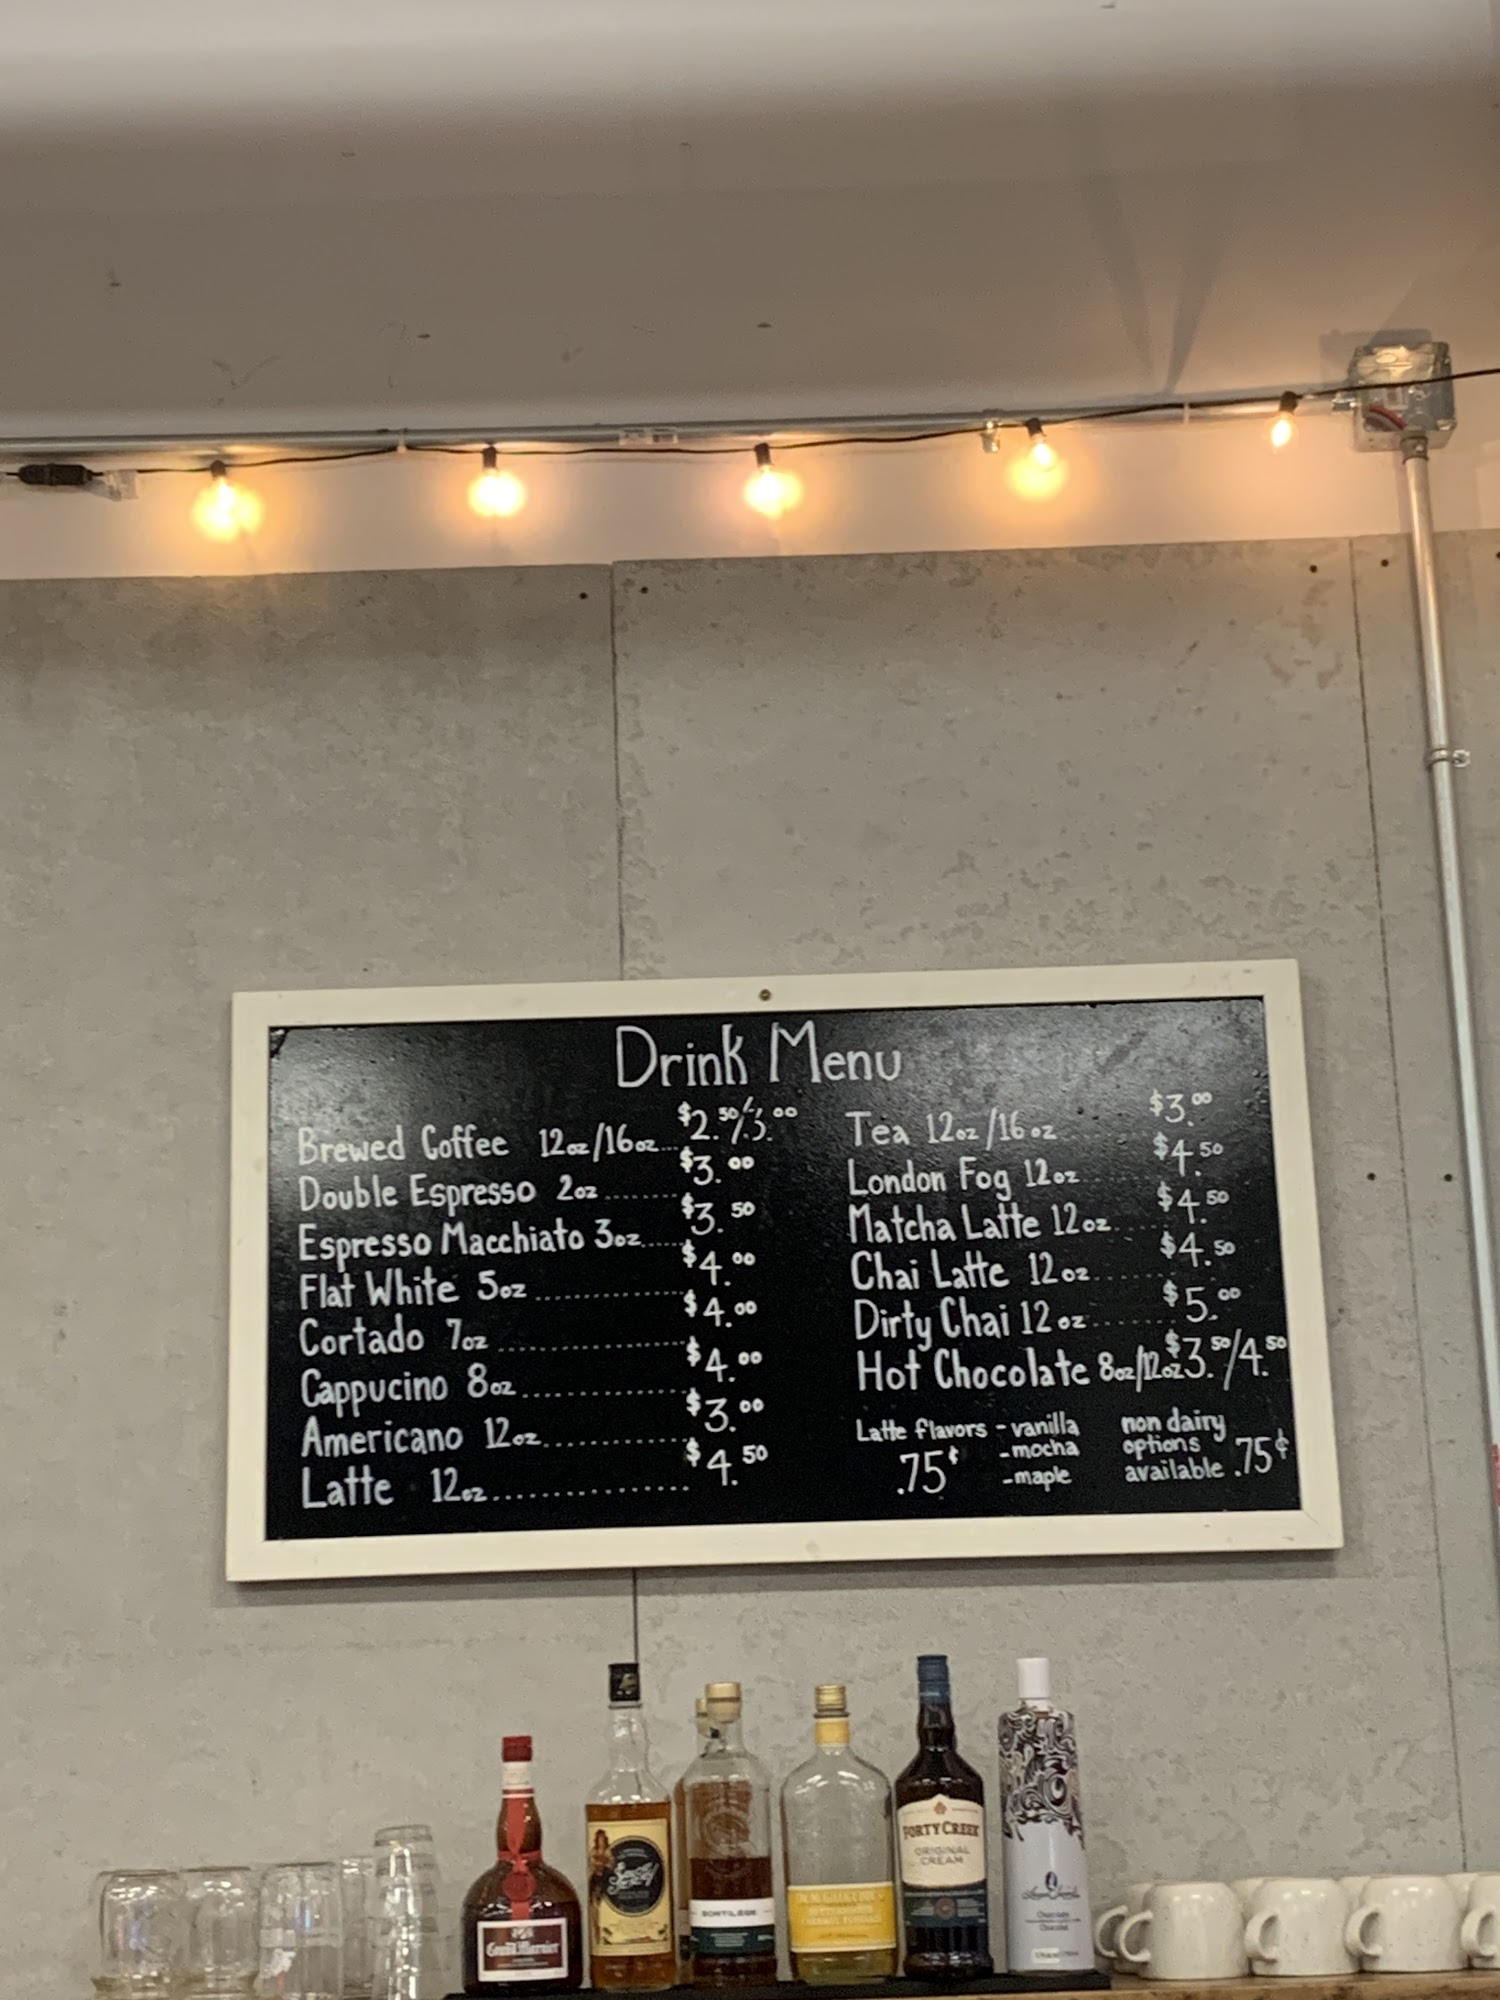 Drink Menu
Brewed Coffee 12oz/16oz...$2.50/3.00
Double Espresso 2oz........$3.00
Espresso Macchiato 3oz.....$3.50
Flat White 5oz..............$4.00
Cortado 7oz.................$4.00
Cappucino 8oz...............$4.00
Americano 12oz.............$3.00
Latte 12oz..................$4.50
Tea 12oz/16oz......$3.00
London Fog 12oz......$4.50
Matcha Latte 12oz.....$4.50
Chai Latte 12oz.......$4.50
Dirty Chai 12oz.......$5.00
Hot Chocolate 8oz/12oz $3.50/4.50
Latte flavors - vanilla
- mocha
- maple
.75¢
non dairy
options
available .75¢
Grand Marnier
SORTILÈGE
FORTY CREEK
ORIGINAL
CREAM